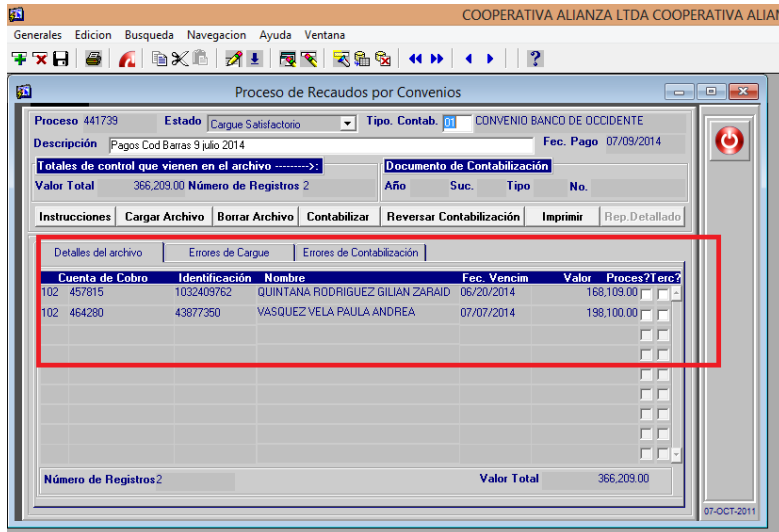 COOPERATIVA ALIANZA LTDA COOPERATIVA ALIAN
Generales Edicion Busqueda Navegacion Ayuda Ventana
Proceso de Recaudos por Convenios
Proceso 441739 Estado Cargue Satisfactorio Tipo. Contab. 01 CONVENIO BANCO DE OCCIDENTE
Descripción Pagos Cod Barras 9 julio 2014 Fec. Pago 07/09/2014
Totales de control que vienen en el archivo --------->: Documento de Contabilización
Valor Total 366,209.00 Número de Registros 2 Año Suc. Tipo No.
Instrucciones Cargar Archivo Borrar Archivo Contabilizar Reversar Contabilización Imprimir Rep.Detallado
Detalles del archivo Errores de Cargue Errores de Contabilización
Cuenta de Cobro Identificación Nombre Fec. Vencim Valor Proces?Terc?
102 457815 1032409762 QUINTANA RODRIGUEZ GILIAN ZARAID 06/20/2014 168,109.00
102 464280 43877350 VASQUEZ VELA PAULA ANDREA 07/07/2014 198,100.00
Número de Registros 2 Valor Total 366,209.00
07-OCT-2011